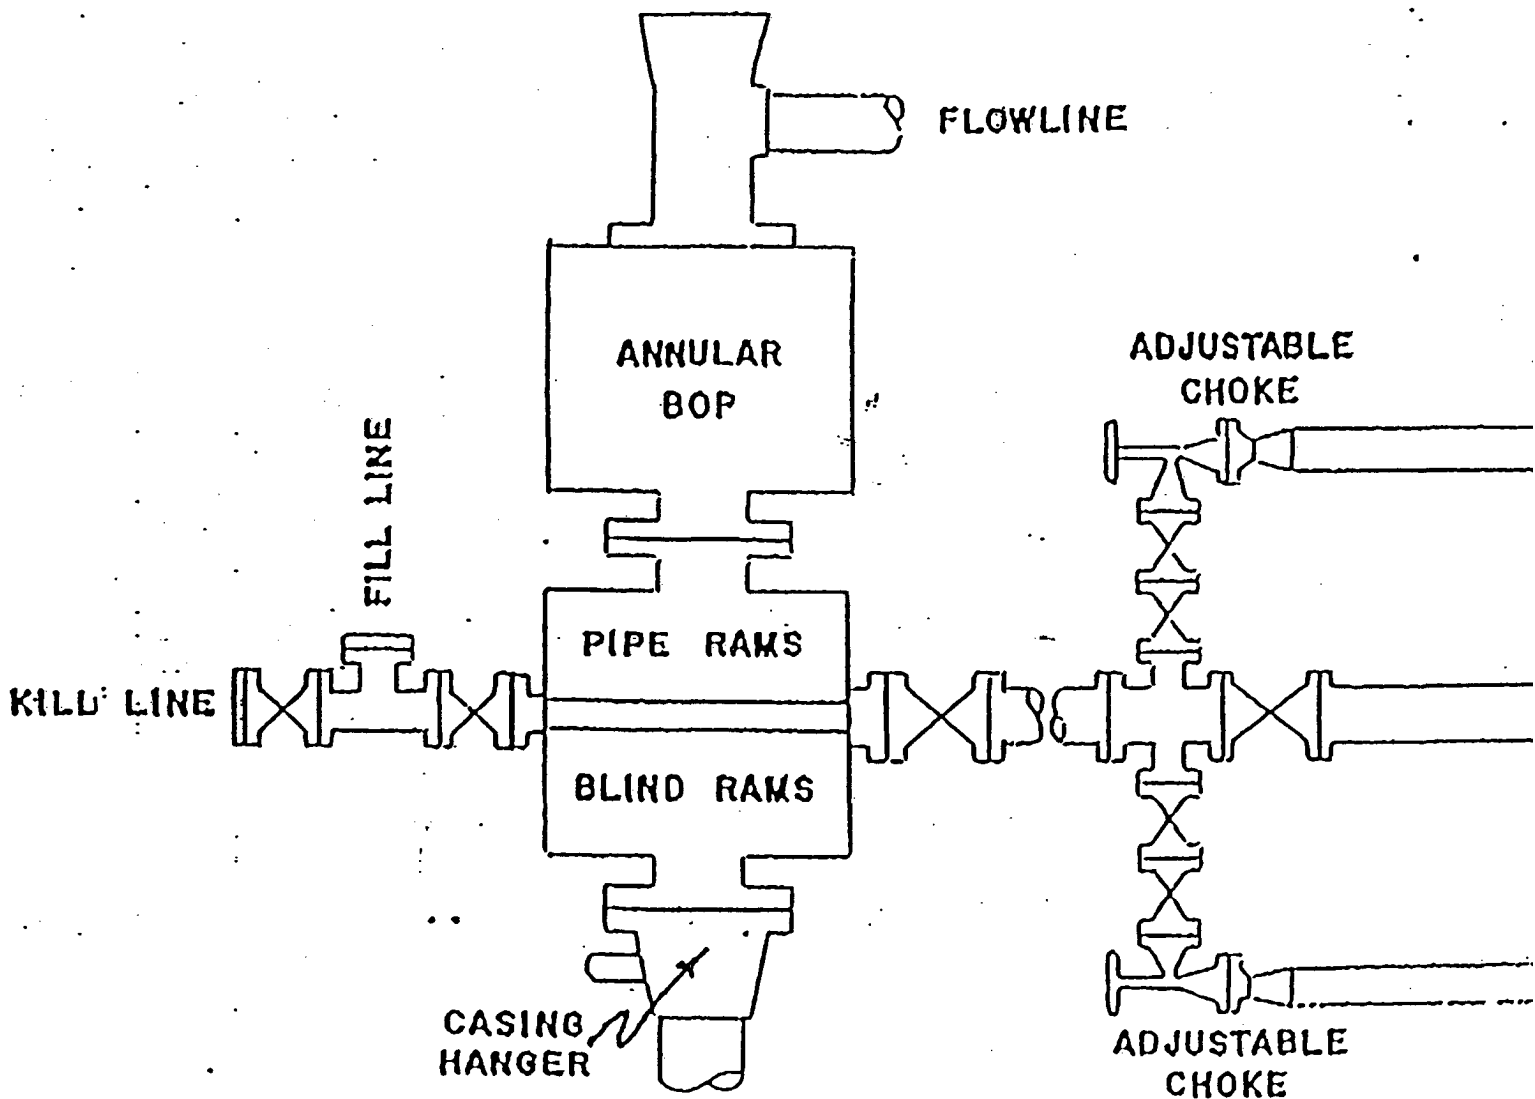 FLOWLINE
ANNULAR
BOP
ADJUSTABLE
CHOKE
FILL LINE
PIPE RAMS
KILL LINE
BLIND RAMS
CASING
HANGER
ADJUSTABLE
CHOKE